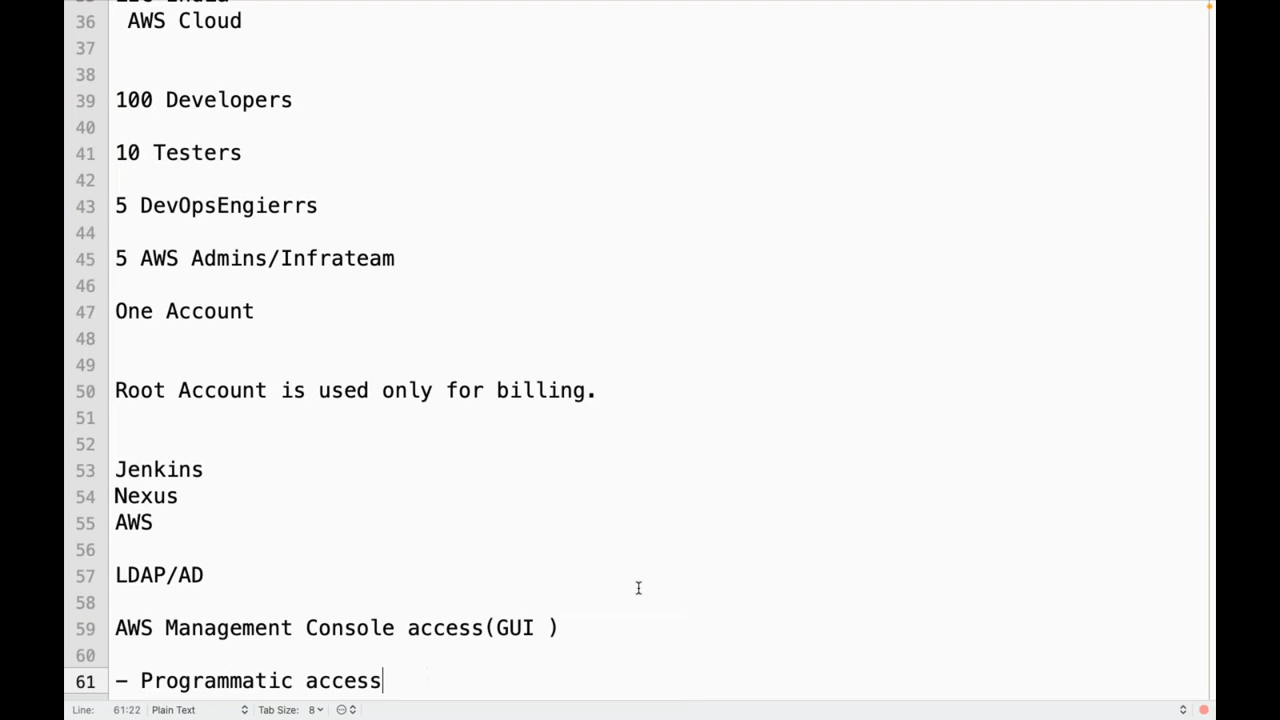 36 AWS Cloud
37
38
39 100 Developers
40
41 10 Testers
42
43 5 DevOpsEngierrs
44
45 5 AWS Admins/Infrateam
46
47 One Account
48
49
50 Root Account is used only for billing.
51
52
53 Jenkins
54 Nexus
55 AWS
56
57 LDAP/AD
58
59 AWS Management Console access(GUI )
60
61 – Programmatic access
Line: 61:22 Plain Text Tab Size: 8